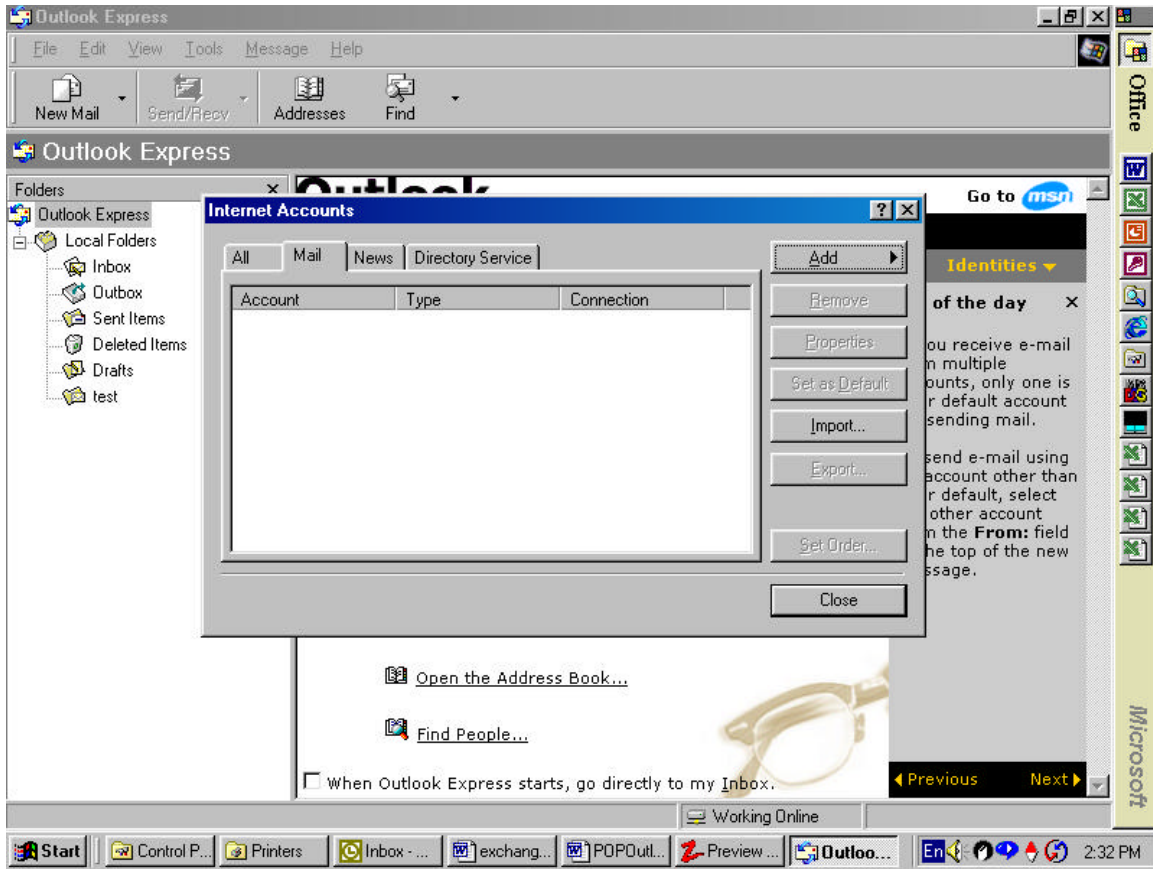 Outlook Express
File Edit View Tools Message Help
New Mail Send/Recv Addresses Find
Outlook Express
Folders
Outlook Express
Local Folders
Inbox
Outbox
Sent Items
Deleted Items
Drafts
test
Outlook
Go to msn
Identities
of the day
ou receive e-mail
n multiple
ounts, only one is
r default account
sending mail.
send e-mail using
account other than
r default, select
other account
m the From: field
he top of the new
ssage.
Previous Next
Internet Accounts
All Mail News Directory Service
Account Type Connection
Add
Remove
Properties
Set as Default
Import...
Export...
Set Order...
Close
Open the Address Book...
Find People...
When Outlook Express starts, go directly to my Inbox.
Working Online
Office
Microsoft
Start Control P... Printers Inbox - ... exchang... POPOutl... Preview ... Outloo... En 2:32 PM